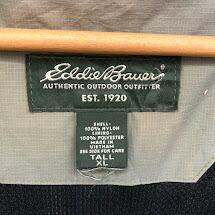 Eddie Bauer
AUTHENTIC OUTDOOR OUTFITTER
EST. 1920
SHELL:
100% NYLON
LINING:
100% POLYESTER
MADE IN
VIETNAM
SEE SIDE FOR CARE
TALL
XL